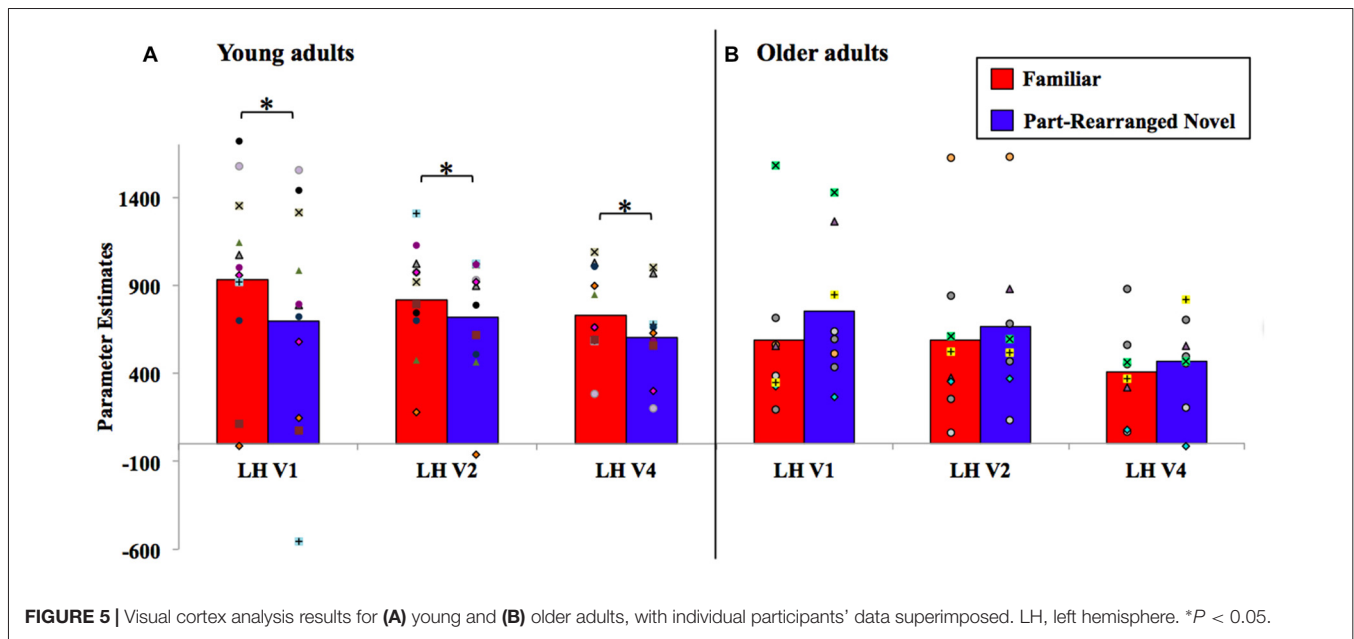 A Young adults
B Older adults
Familiar
Part-Rearranged Novel
*
*
*
Parameter Estimates
1400
900
400
-100
-600
LH V1
LH V2
LH V4
LH V1
LH V2
LH V4
FIGURE 5 | Visual cortex analysis results for (A) young and (B) older adults, with individual participants’ data superimposed. LH, left hemisphere. *P < 0.05.